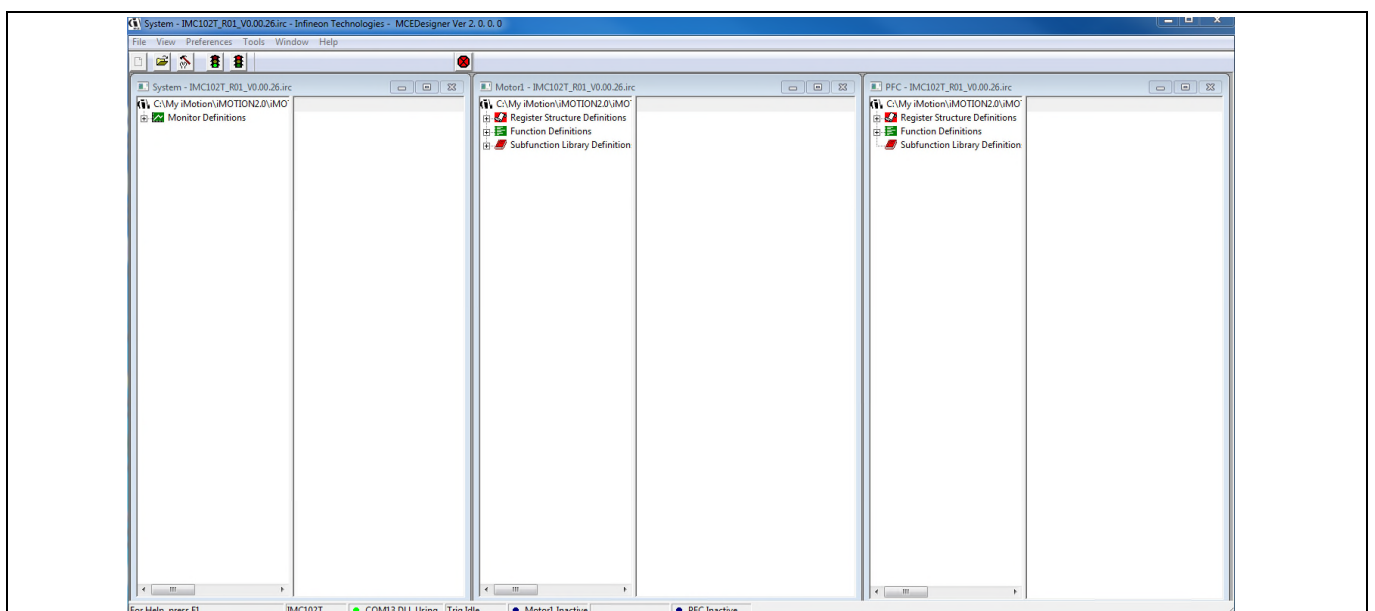 System - IMC102T_R01_V0.00.26.irc - Infineon Technologies - MCEDesigner Ver 2. 0. 0. 0
File View Preferences Tools Window Help
System - IMC102T_R01_V0.00.26.irc
C:\My iMotion\iMOTION2.0\iMO
Monitor Definitions
Motor1 - IMC102T_R01_V0.00.26.irc
C:\My iMotion\iMOTION2.0\iMO
Register Structure Definitions
Function Definitions
Subfunction Library Definition
PFC - IMC102T_R01_V0.00.26.irc
C:\My iMotion\iMOTION2.0\iMO
Register Structure Definitions
Function Definitions
Subfunction Library Definition
For Help, press F1 IMC102T COM13 DLL Using Trig Idle Motor1 Inactive PFC Inactive